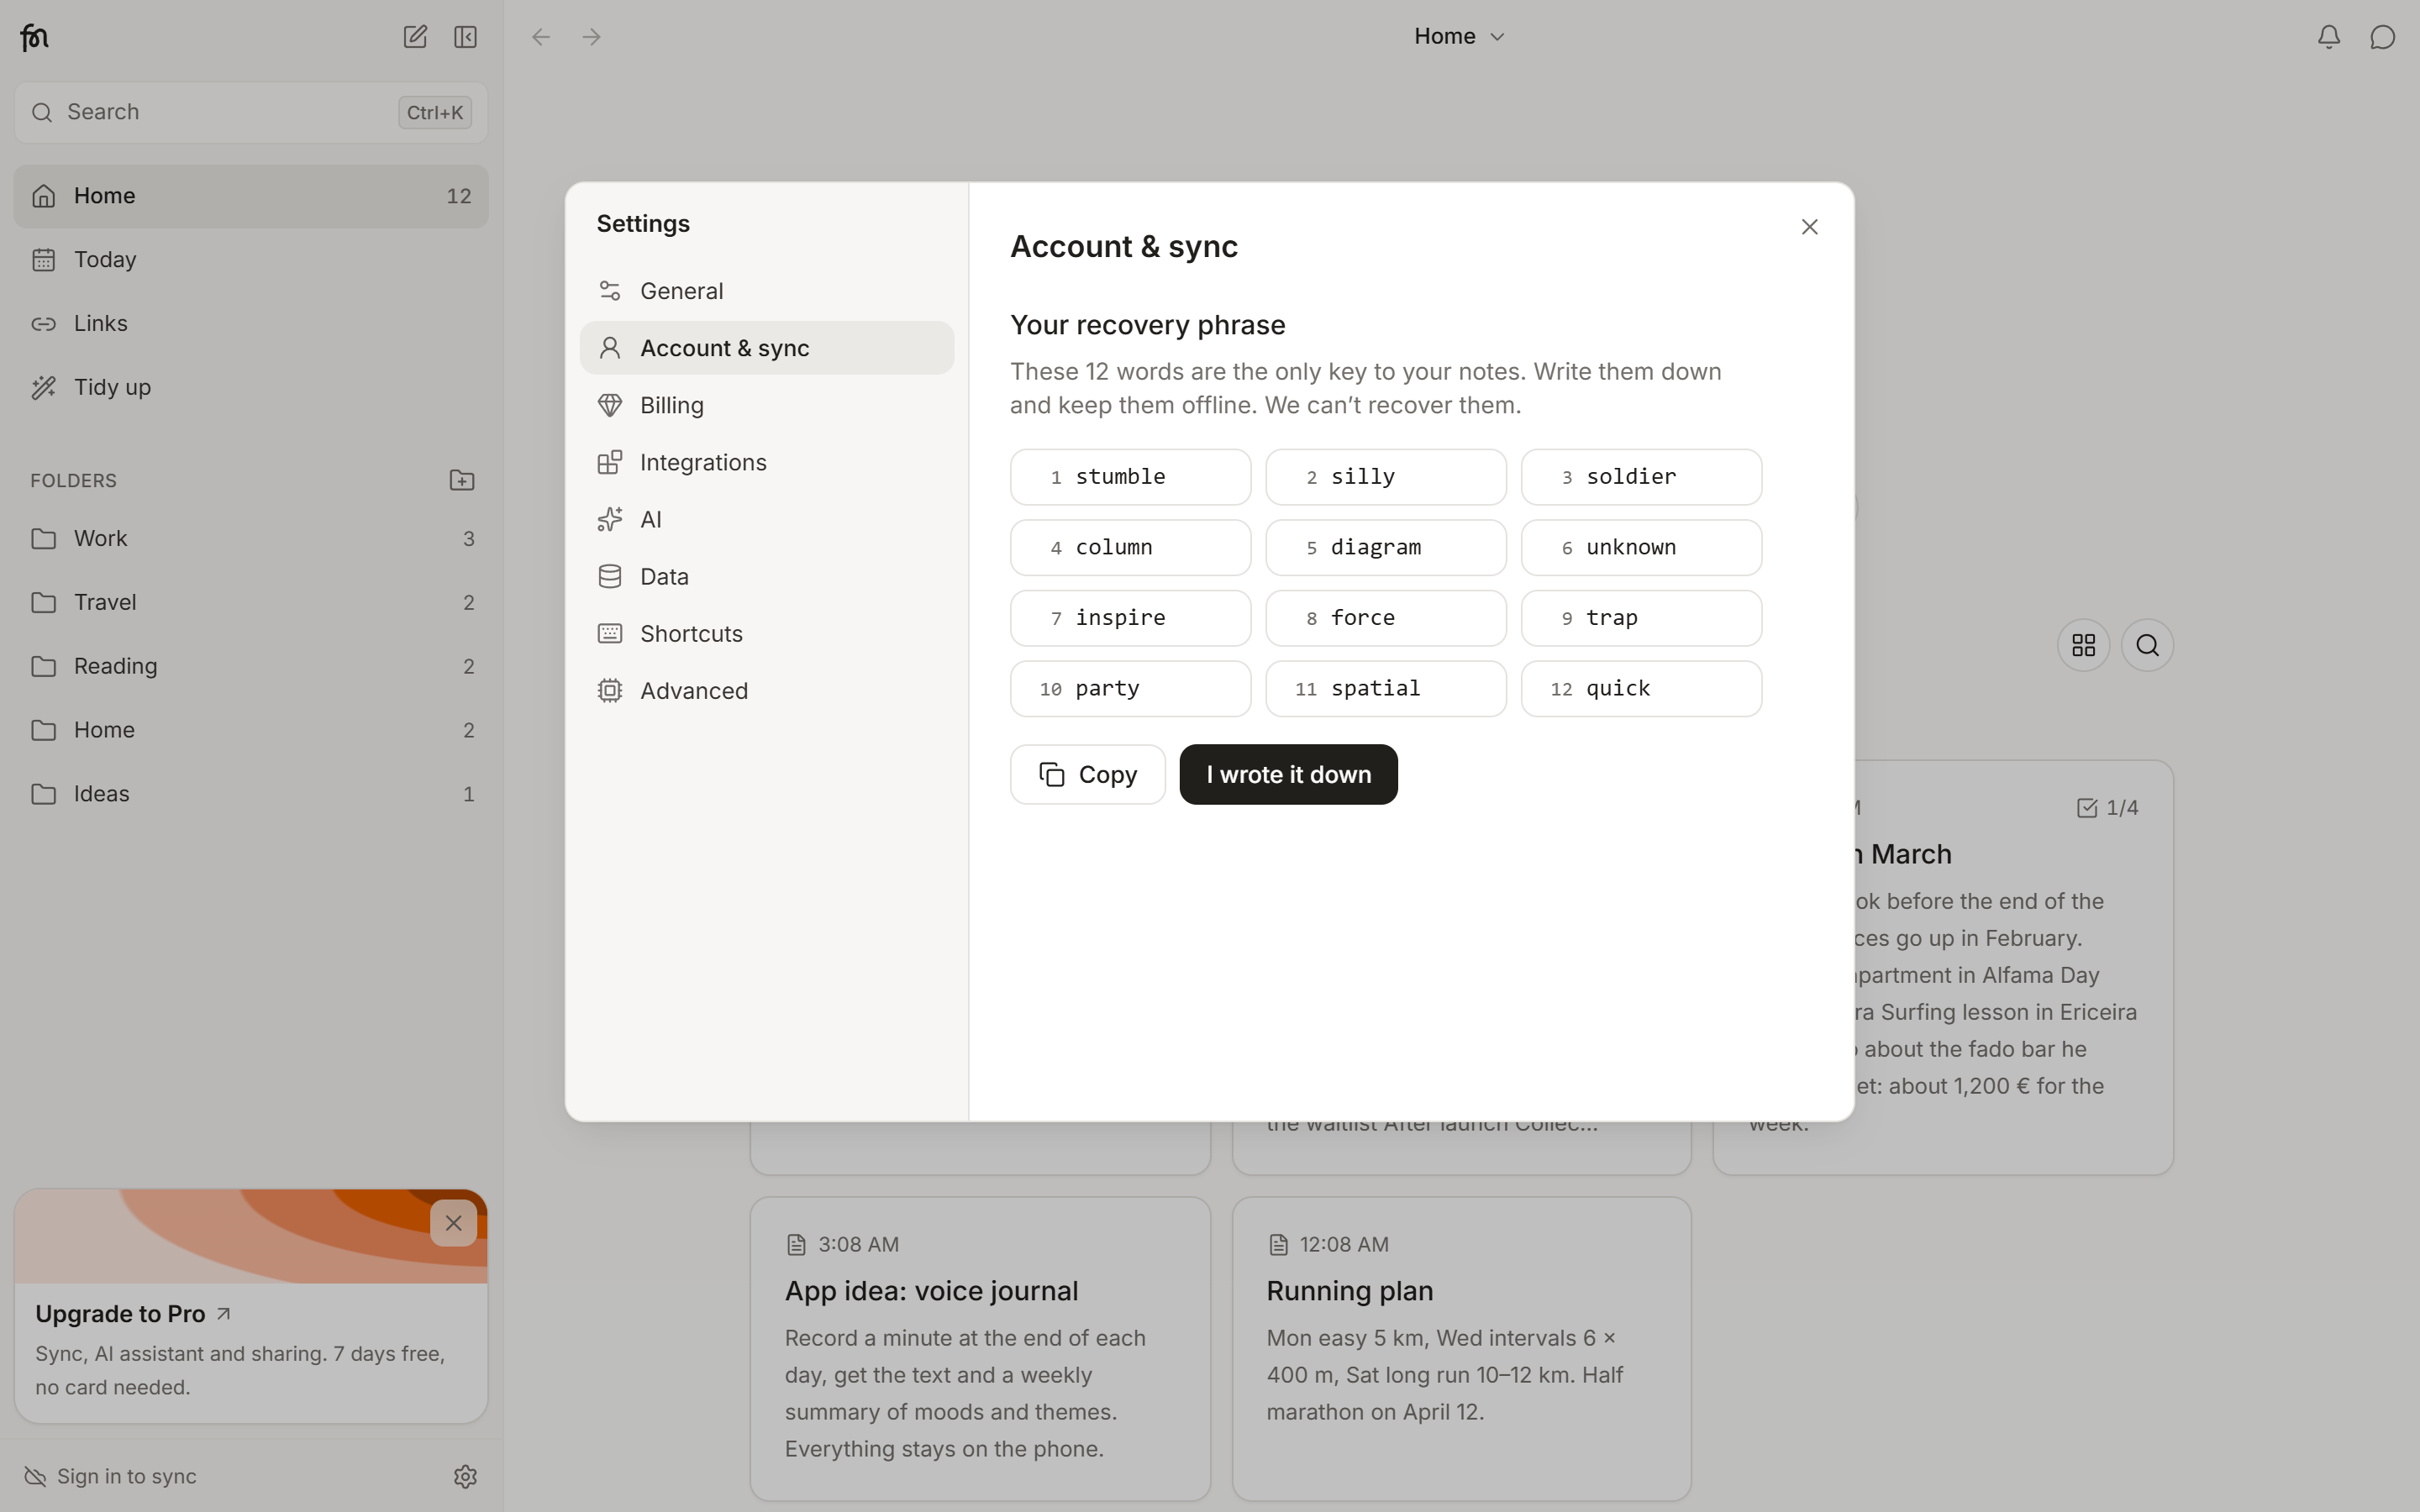 Search
Ctrl+K
Home 12
Today
Links
Tidy up
FOLDERS
Work 3
Travel 2
Reading 2
Home 2
Ideas 1
Upgrade to Pro
Sync, AI assistant and sharing. 7 days free,
no card needed.
Sign in to sync
Home
Settings
General
Account & sync
Billing
Integrations
AI
Data
Shortcuts
Advanced
Account & sync
Your recovery phrase
These 12 words are the only key to your notes. Write them down
and keep them offline. We can’t recover them.
1 stumble
2 silly
3 soldier
4 column
5 diagram
6 unknown
7 inspire
8 force
9 trap
10 party
11 spatial
12 quick
Copy
I wrote it down
1/4
March
before the end of the
go up in February.
in Alfama Day
Surfing lesson in Ericeira
about the fado bar he
about 1,200 € for the
week.
the waitlist After launch Collec...
3:08 AM
App idea: voice journal
Record a minute at the end of each
day, get the text and a weekly
summary of moods and themes.
Everything stays on the phone.
12:08 AM
Running plan
Mon easy 5 km, Wed intervals 6 ×
400 m, Sat long run 10–12 km. Half
marathon on April 12.